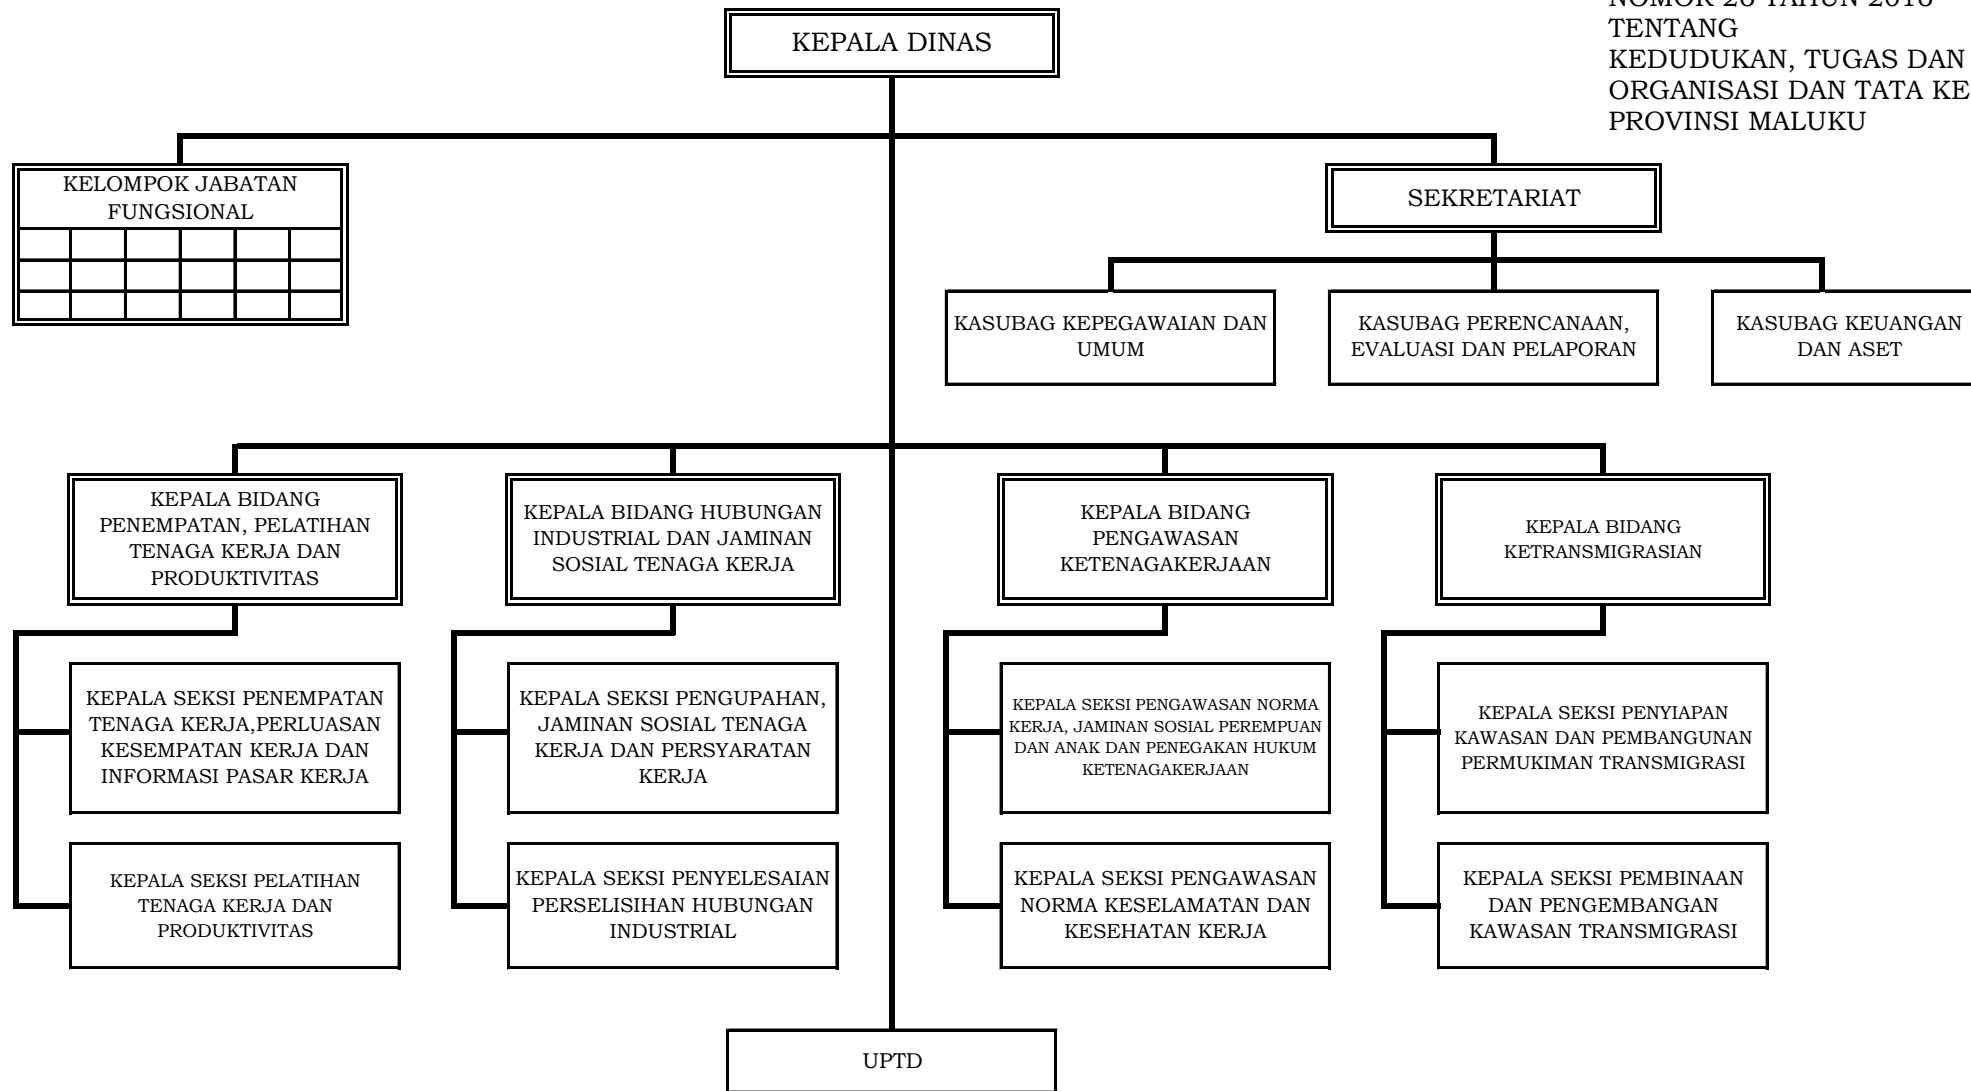 KEPALA DINAS
TENTANG
KEDUDUKAN, TUGAS DAN
ORGANISASI DAN TATA KE
PROVINSI MALUKU
KELOMPOK JABATAN
FUNGSIONAL
SEKRETARIAT
KASUBAG KEPEGAWAIAN DAN
UMUM
KASUBAG PERENCANAAN,
EVALUASI DAN PELAPORAN
KASUBAG KEUANGAN
DAN ASET
KEPALA BIDANG
PENEMPATAN, PELATIHAN
TENAGA KERJA DAN
PRODUKTIVITAS
KEPALA BIDANG HUBUNGAN
INDUSTRIAL DAN JAMINAN
SOSIAL TENAGA KERJA
KEPALA BIDANG
PENGAWASAN
KETENAGAKERJAAN
KEPALA BIDANG
KETRANSMIGRASIAN
KEPALA SEKSI PENEMPATAN
TENAGA KERJA,PERLUASAN
KESEMPATAN KERJA DAN
INFORMASI PASAR KERJA
KEPALA SEKSI PENGUPAHAN,
JAMINAN SOSIAL TENAGA
KERJA DAN PERSYARATAN
KERJA
KEPALA SEKSI PENGAWASAN NORMA
KERJA, JAMINAN SOSIAL PEREMPUAN
DAN ANAK DAN PENEGAKAN HUKUM
KETENAGAKERJAAN
KEPALA SEKSI PENYIAPAN
KAWASAN DAN PEMBANGUNAN
PERMUKIMAN TRANSMIGRASI
KEPALA SEKSI PELATIHAN
TENAGA KERJA DAN
PRODUKTIVITAS
KEPALA SEKSI PENYELESAIAN
PERSELISIHAN HUBUNGAN
INDUSTRIAL
KEPALA SEKSI PENGAWASAN
NORMA KESELAMATAN DAN
KESEHATAN KERJA
KEPALA SEKSI PEMBINAAN
DAN PENGEMBANGAN
KAWASAN TRANSMIGRASI
UPTD